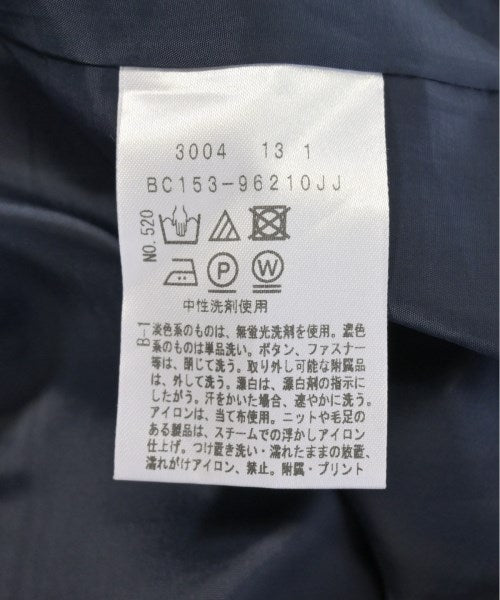 3004 13 1
BC153-96210JJ
NO.520
P
W
中性洗剤使用
B-1
淡色系のものは、無蛍光洗剤を使用。濃色
系のものは単品洗い。ボタン、ファスナー
等は、閉じて洗う。取り外し可能な附属品
は、外して洗う。漂白は、漂白剤の指示に
したがう。汗をかいた場合、速やかに洗う。
アイロンは、当て布使用。ニットや毛足の
ある製品は、スチームでの浮かしアイロン
仕上げ。つけ置き洗い・濡れたままの放置、
濡れがけアイロン、禁止。附属・プリント